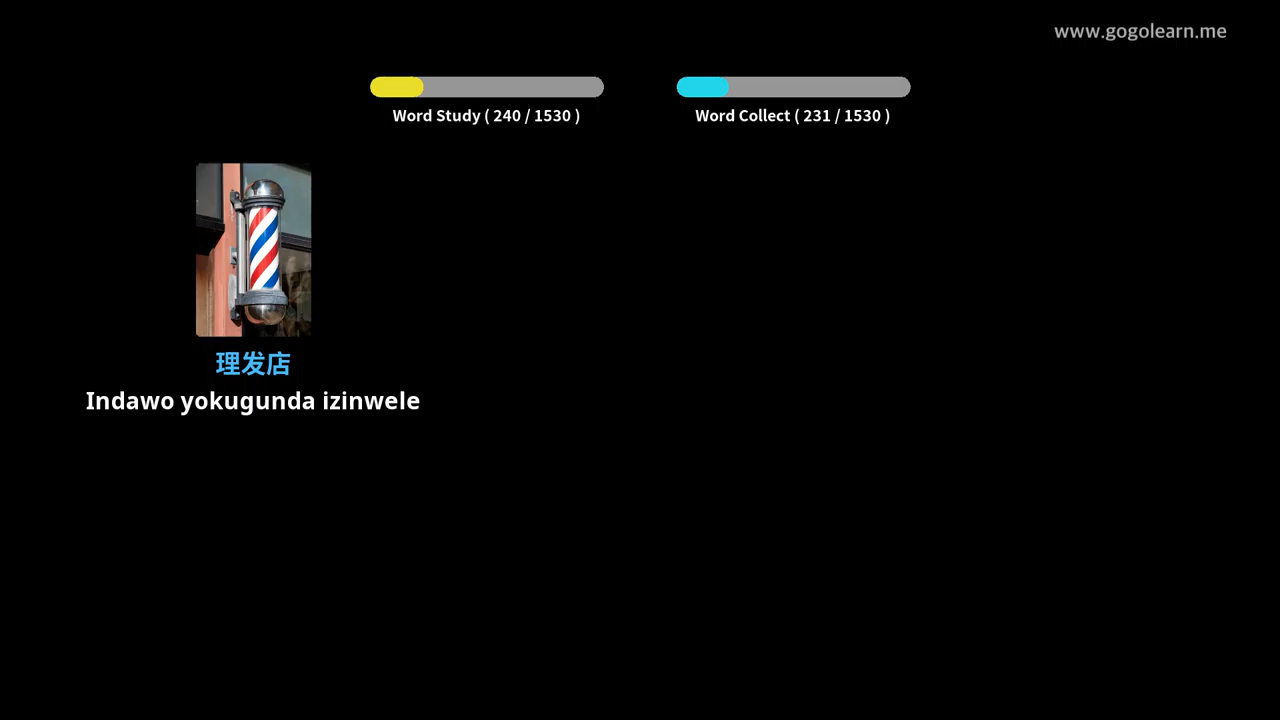 www.gogolearn.me
Word Study ( 240 / 1530 )
Word Collect ( 231 / 1530 )
理发店
Indawo yokugunda izinwele